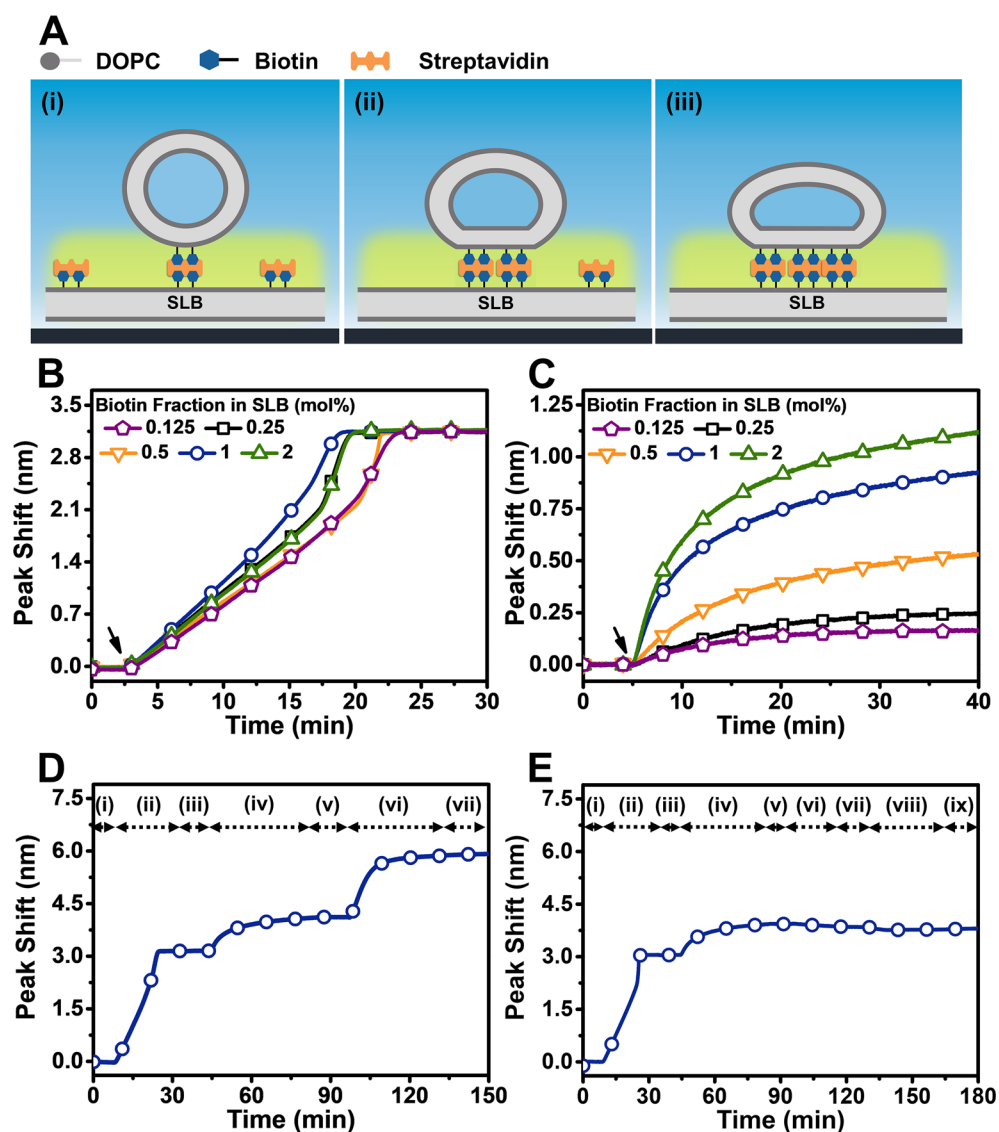 A
DOPC Biotin Streptavidin
(i) (ii) (iii)
SLB SLB SLB
B
Biotin Fraction in SLB (mol%)
0.125 0.25
0.5 1 2
Peak Shift (nm)
3.5
2.8
2.1
1.4
0.7
0.0
0 5 10 15 20 25 30
Time (min)
C
Biotin Fraction in SLB (mol%)
0.125 0.25
0.5 1 2
Peak Shift (nm)
1.25
1.00
0.75
0.50
0.25
0.00
0 10 20 30 40
Time (min)
D
(i) (ii) (iii) (iv) (v) (vi) (vii)
Peak Shift (nm)
7.5
6.0
4.5
3.0
1.5
0.0
0 30 60 90 120 150
Time (min)
E
(i) (ii) (iii) (iv) (v) (vi) (vii) (viii) (ix)
Peak Shift (nm)
7.5
6.0
4.5
3.0
1.5
0.0
0 30 60 90 120 150 180
Time (min)